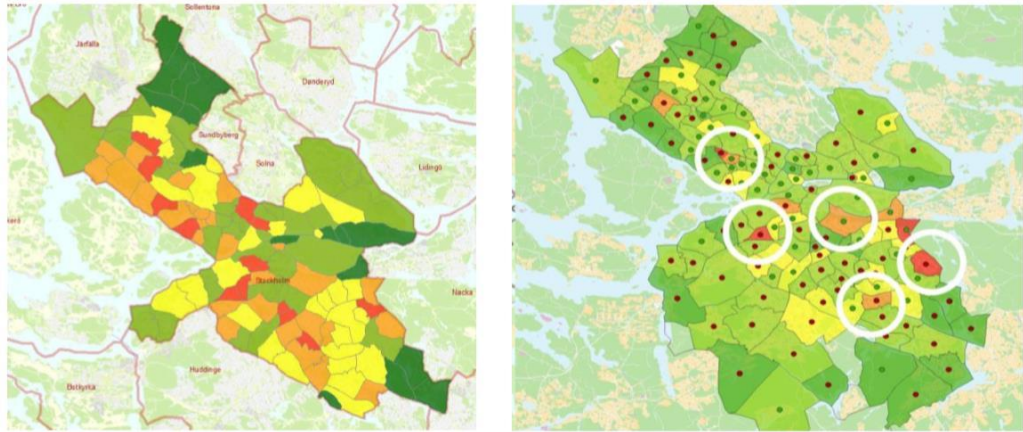 Sollentuna
Järfälla
Danderyd
Sundbyberg
Solna
Lidingö
Stockholm
Nacka
Huddinge
Botkyrka